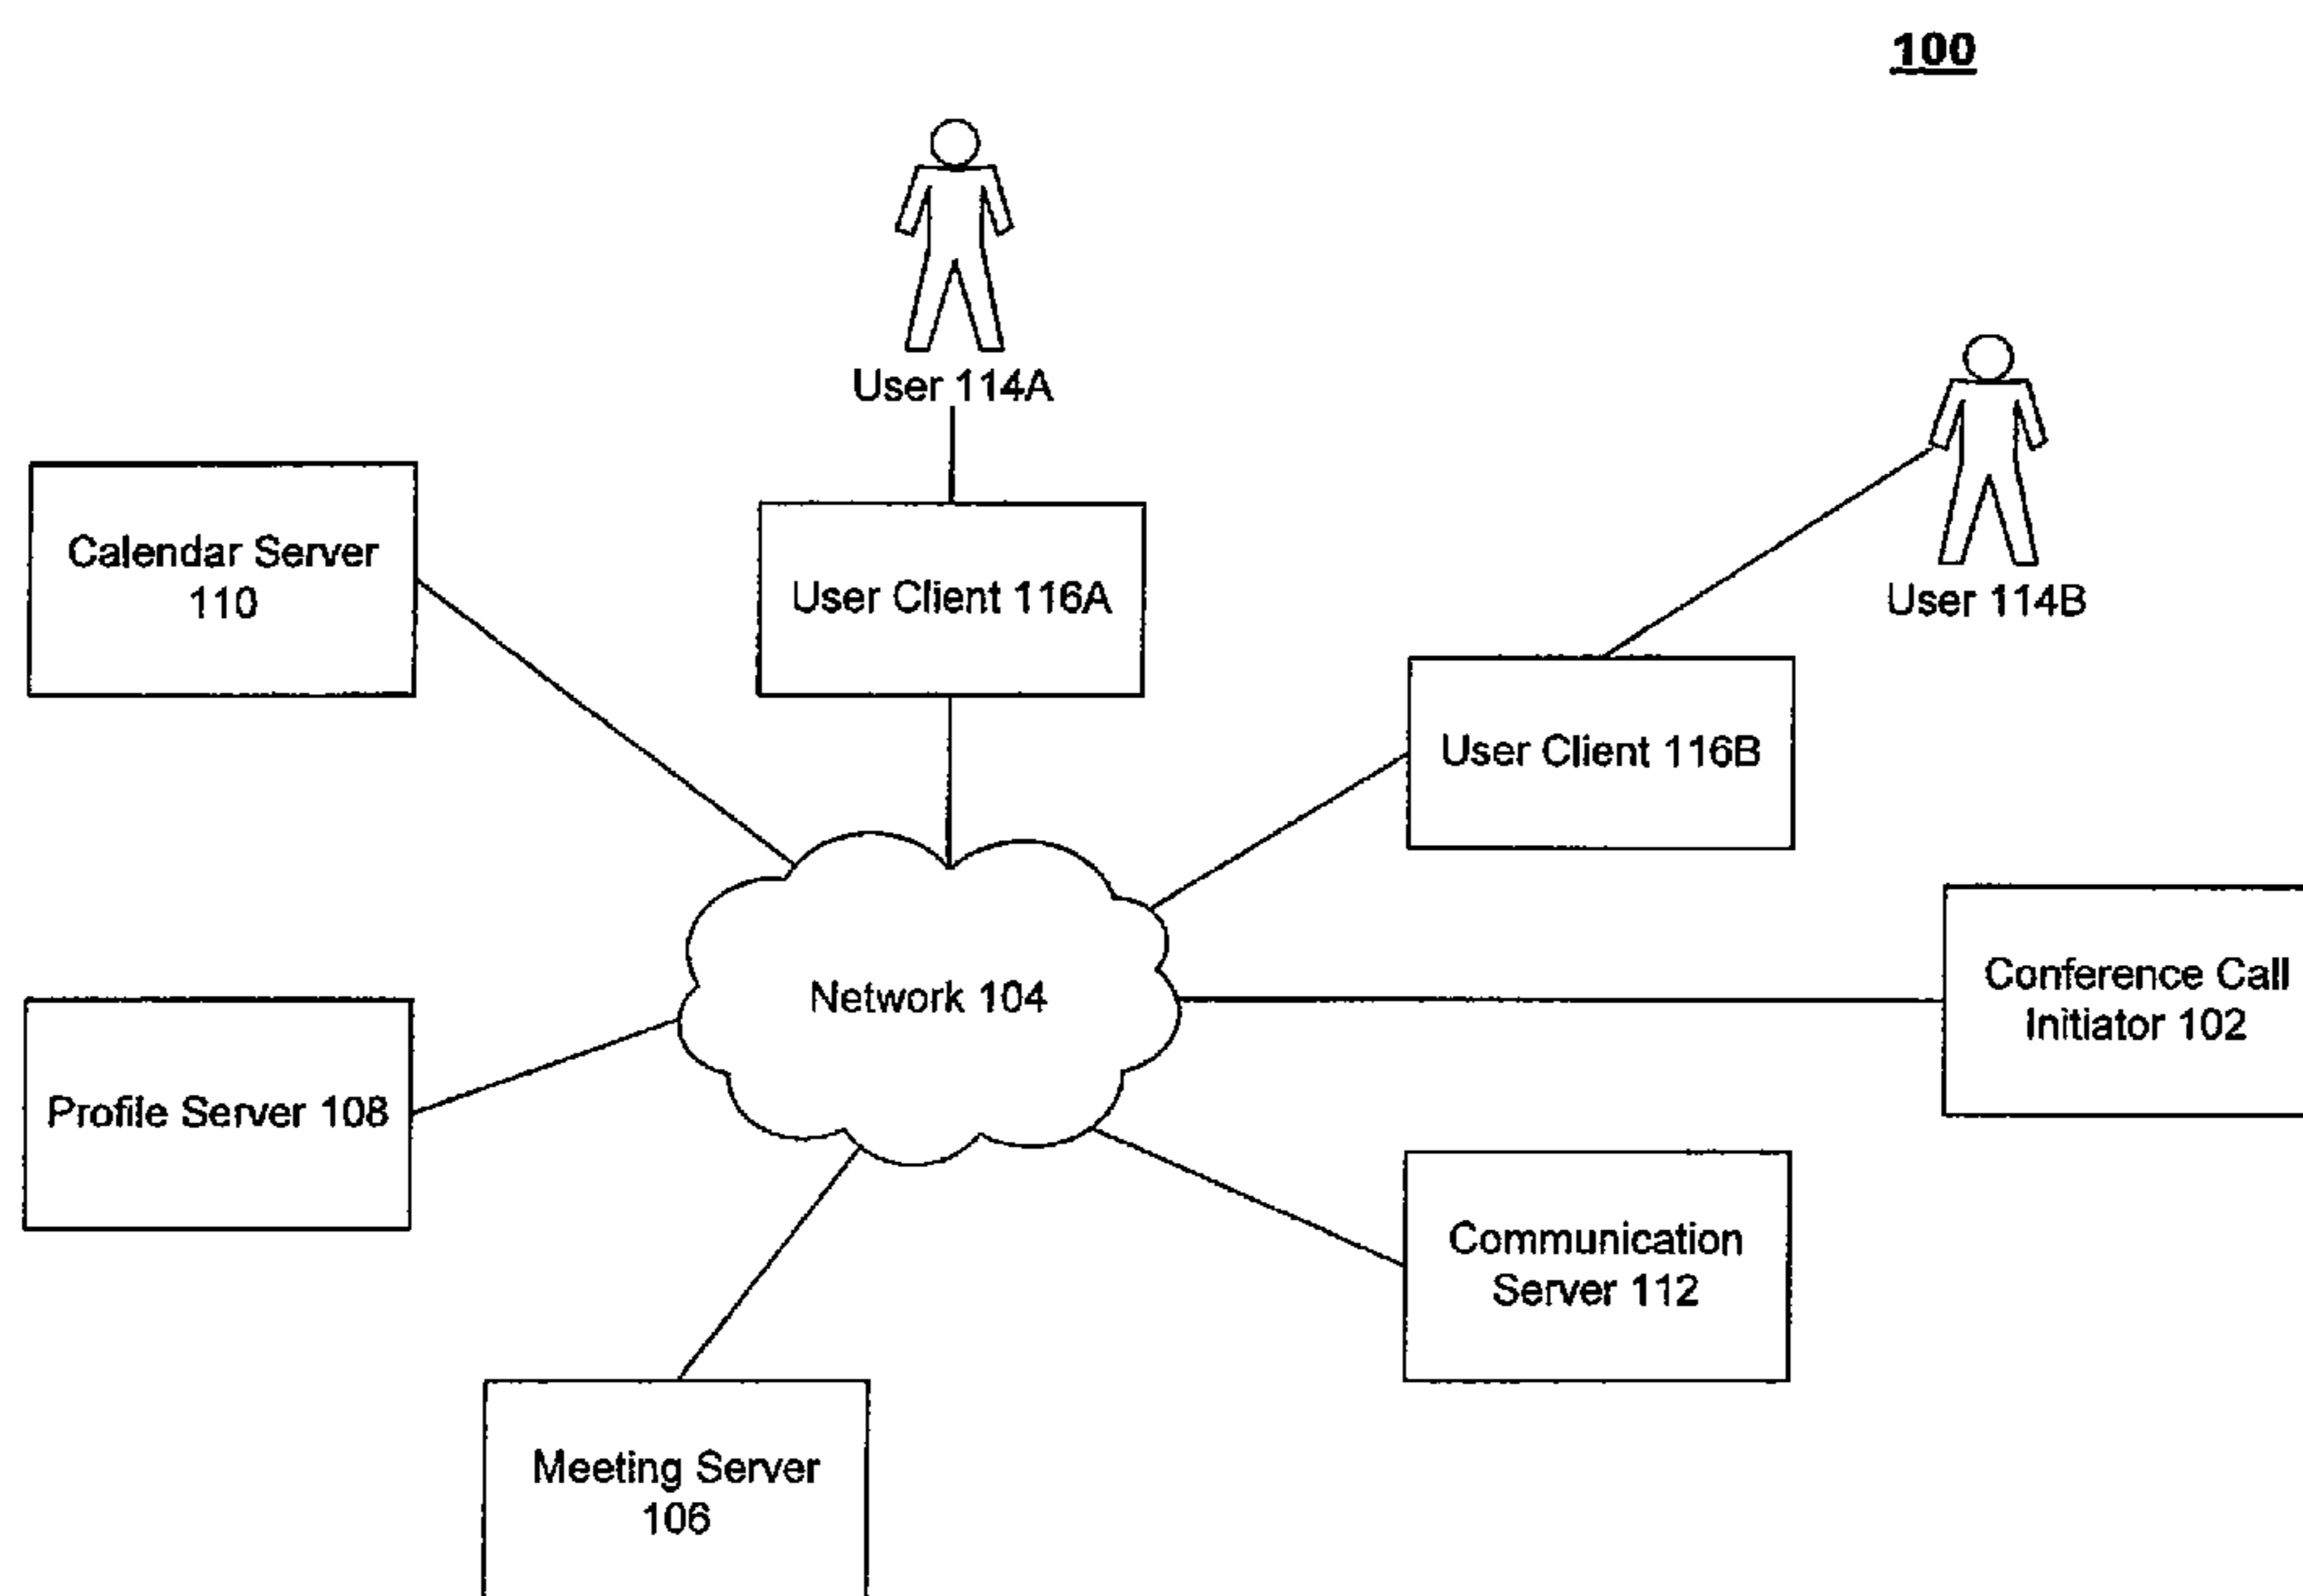 100
User 114A
User 114B
Calendar Server
110
User Client 116A
User Client 116B
Network 104
Conference Call
Initiator 102
Profile Server 108
Communication
Server 112
Meeting Server
106